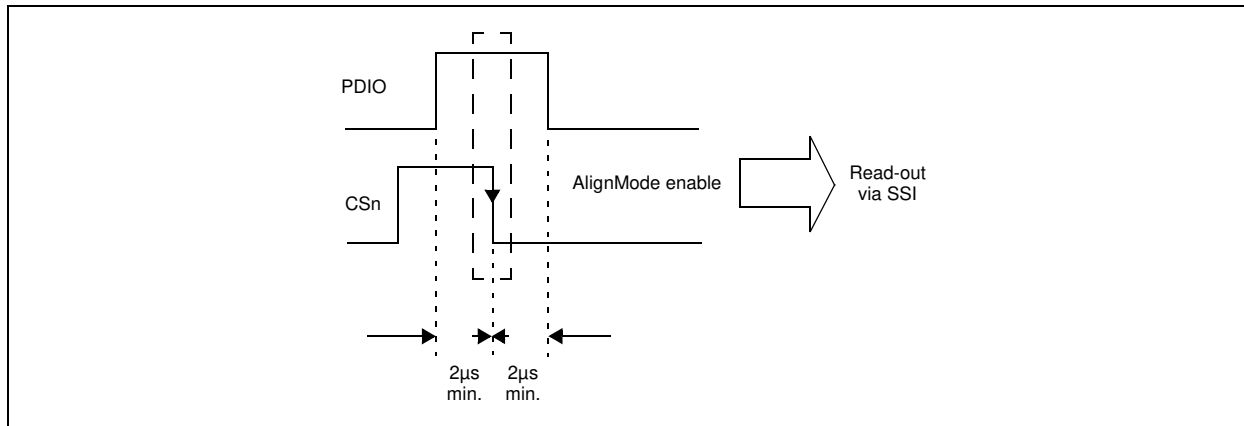 PDIO
CSn
AlignMode enable
Read-out
via SSI
2µs
min.
2µs
min.